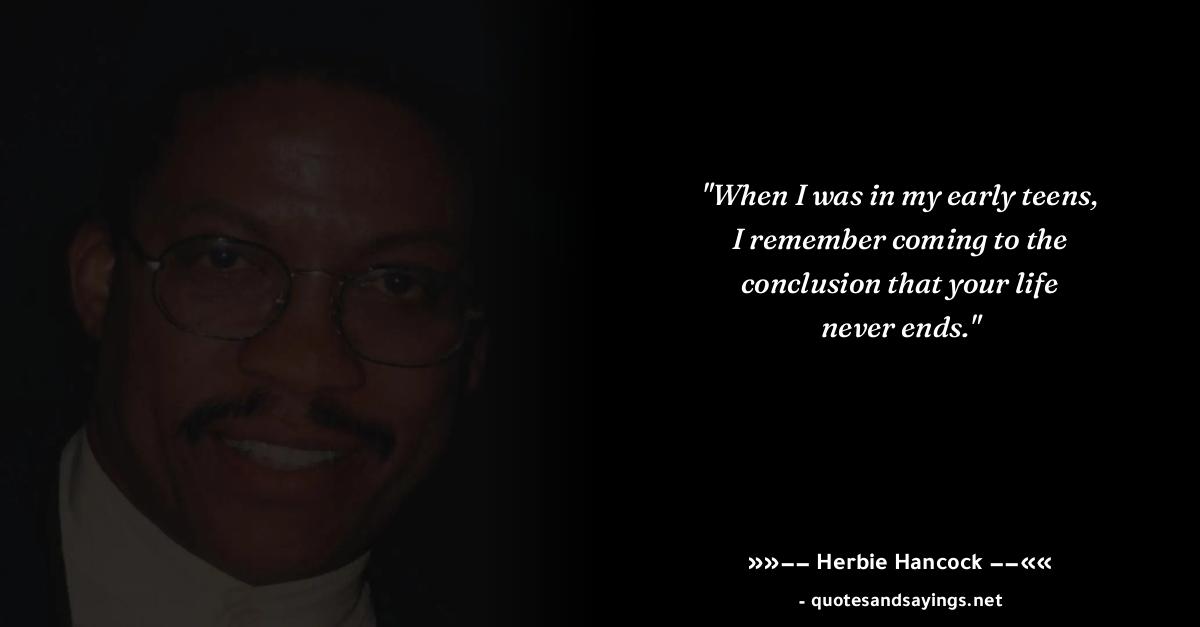 "When I was in my early teens,
I remember coming to the
conclusion that your life
never ends."
»»−− Herbie Hancock −−««
- quotesandsayings.net